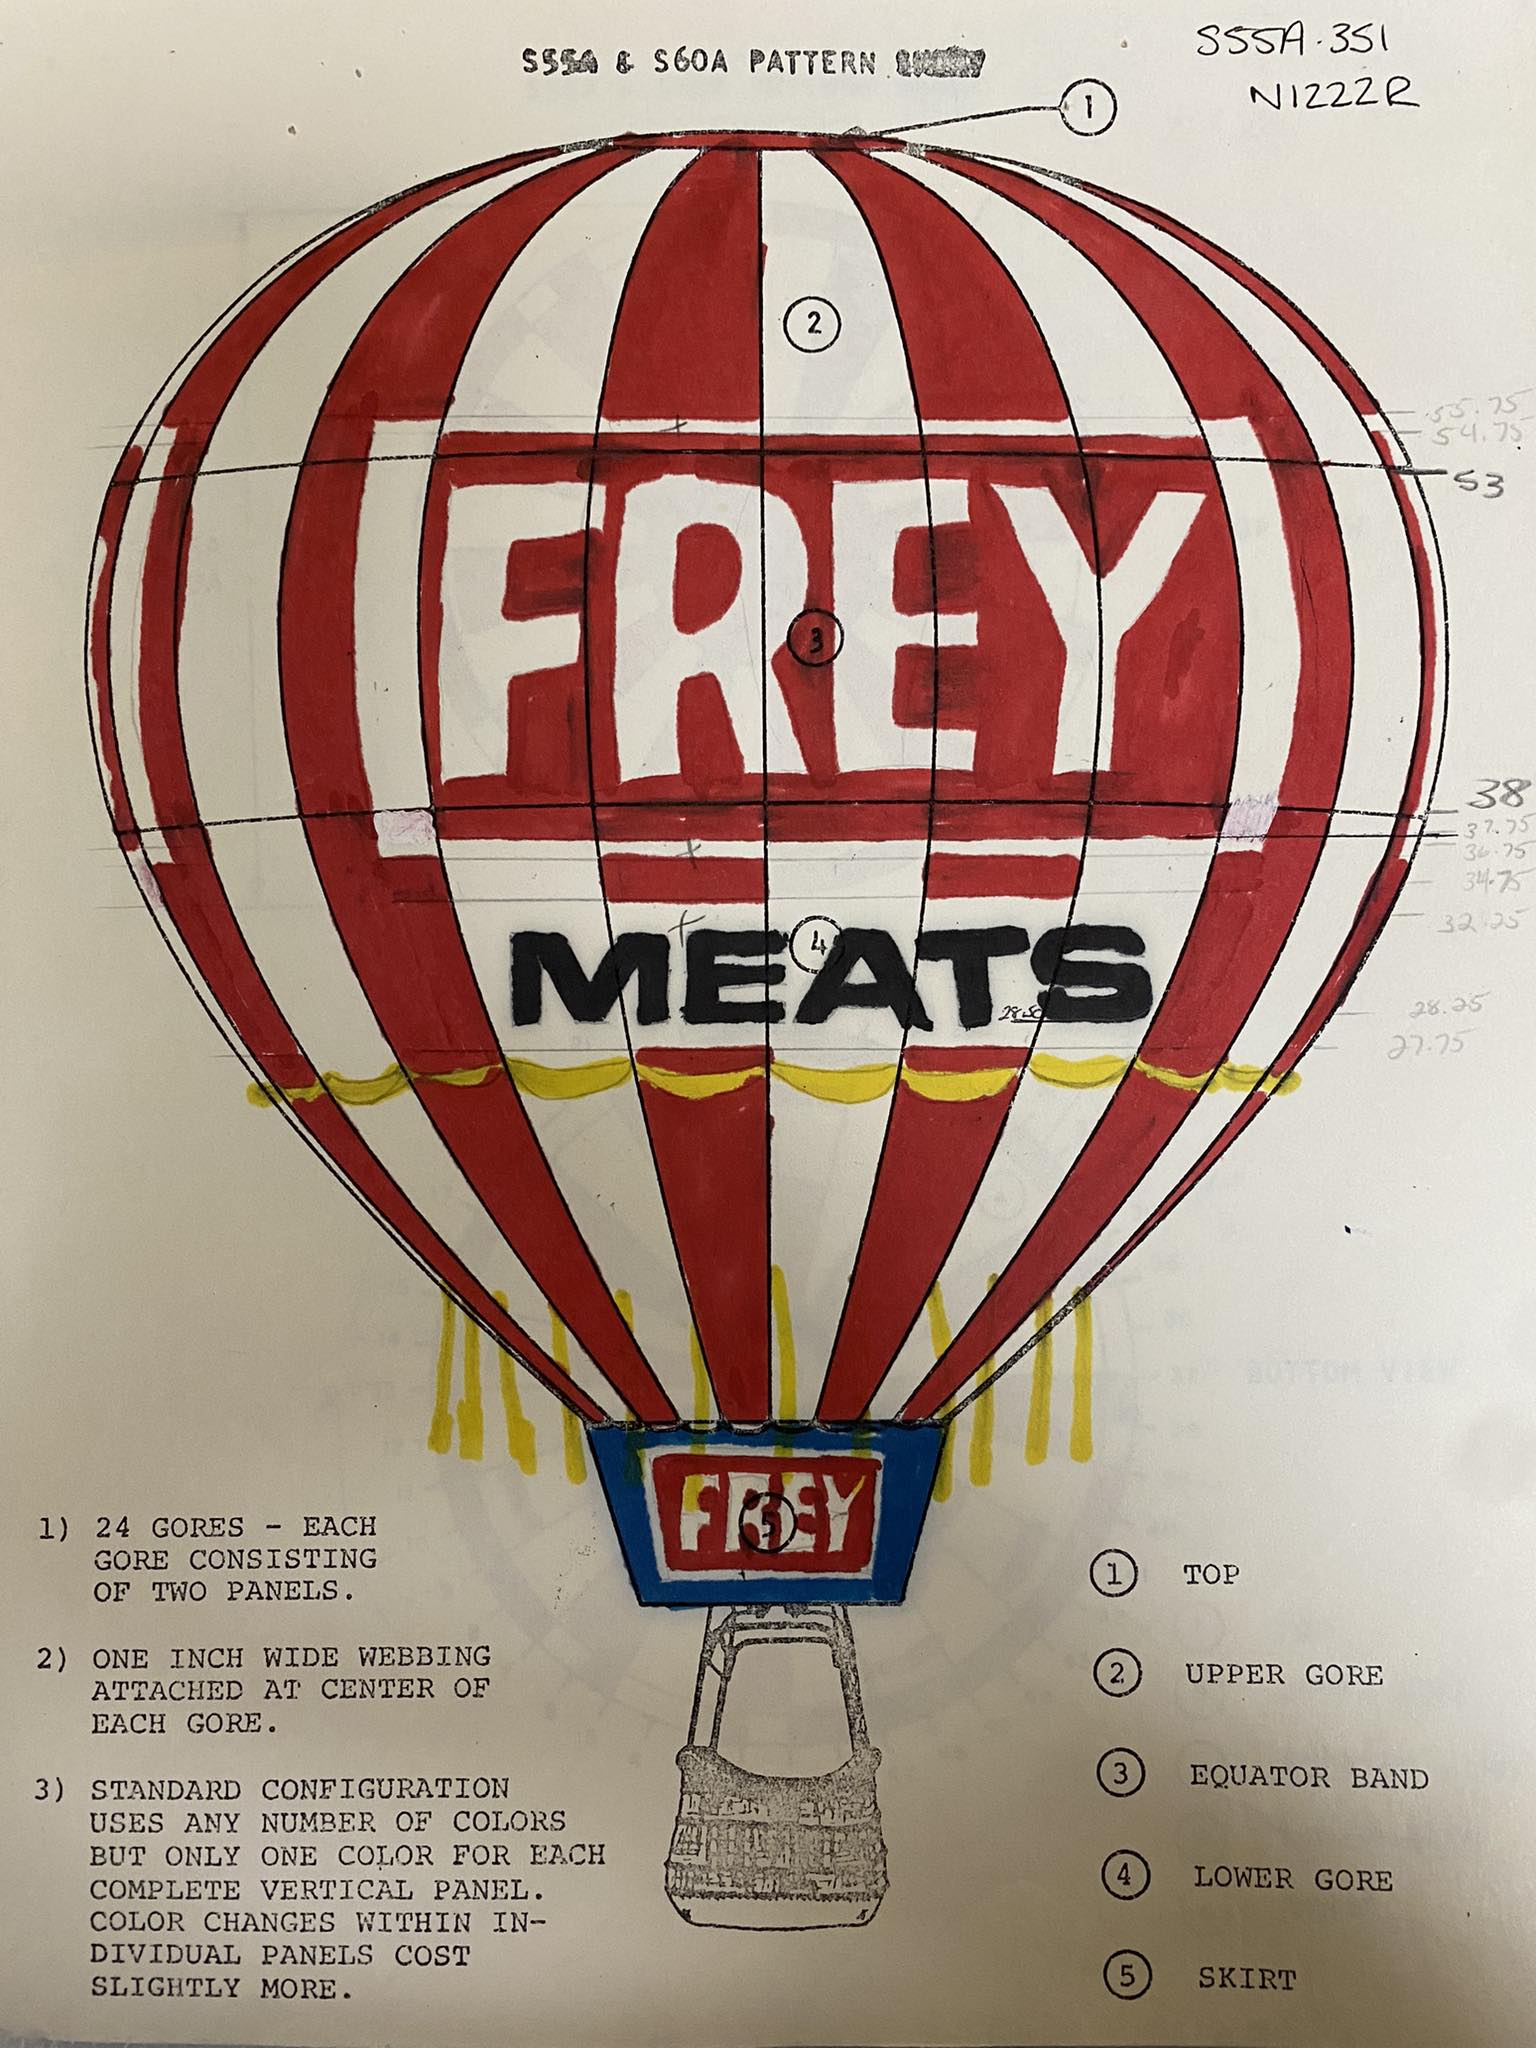 S55A & S60A PATTERN
S55A-351
N1222R
1
2
55.75
54.75
53
FREY
3
38
37.75
36.75
34.75
32.25
MEATS
4
28.50
28.25
27.75
FREY
5
1) 24 GORES - EACH
GORE CONSISTING
OF TWO PANELS.
2) ONE INCH WIDE WEBBING
ATTACHED AT CENTER OF
EACH GORE.
3) STANDARD CONFIGURATION
USES ANY NUMBER OF COLORS
BUT ONLY ONE COLOR FOR EACH
COMPLETE VERTICAL PANEL.
COLOR CHANGES WITHIN IN-
DIVIDUAL PANELS COST
SLIGHTLY MORE.
1 TOP
2 UPPER GORE
3 EQUATOR BAND
4 LOWER GORE
5 SKIRT